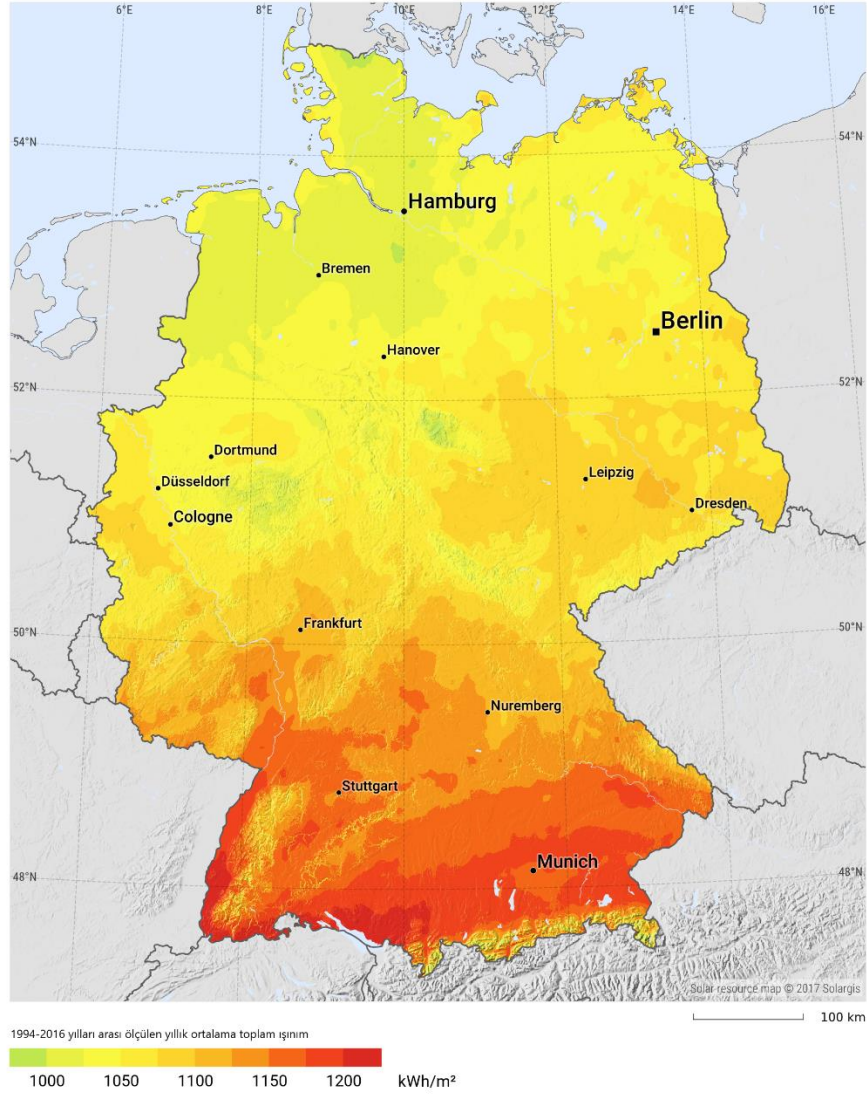 6°E 8°E 10°E 12°E 14°E 16°E
54°N 54°N
Hamburg
Bremen
Berlin
Hanover
52°N 52°N
Dortmund
Düsseldorf
Leipzig
Cologne
Dresden
50°N 50°N
Frankfurt
Nuremberg
Stuttgart
Munich
48°N 48°N
Solar resource map © 2017 Solargis
100 km
1994-2016 yılları arası ölçülen yıllık ortalama toplam ışınım
1000 1050 1100 1150 1200 kWh/m²